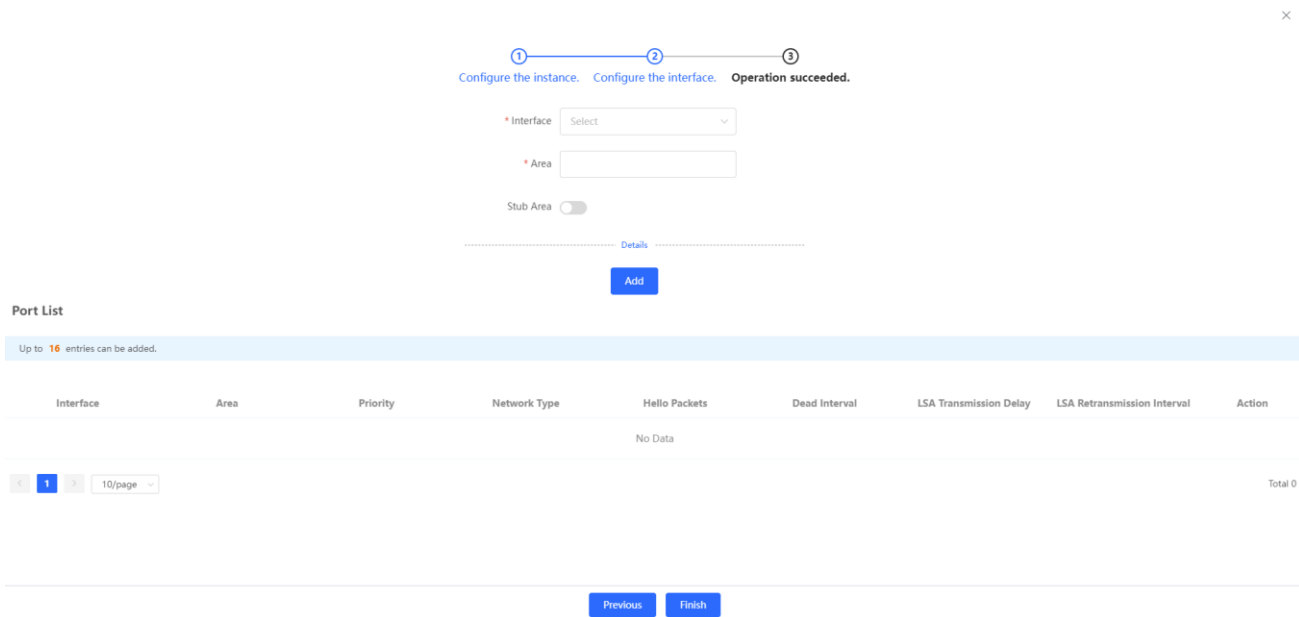 1 2 3
Configure the instance. Configure the interface. Operation succeeded.
* Interface Select
* Area
Stub Area
Details
Add
Port List
Up to 16 entries can be added.
Interface Area Priority Network Type Hello Packets Dead Interval LSA Transmission Delay LSA Retransmission Interval Action
No Data
< 1 > 10/page Total 0
Previous Finish